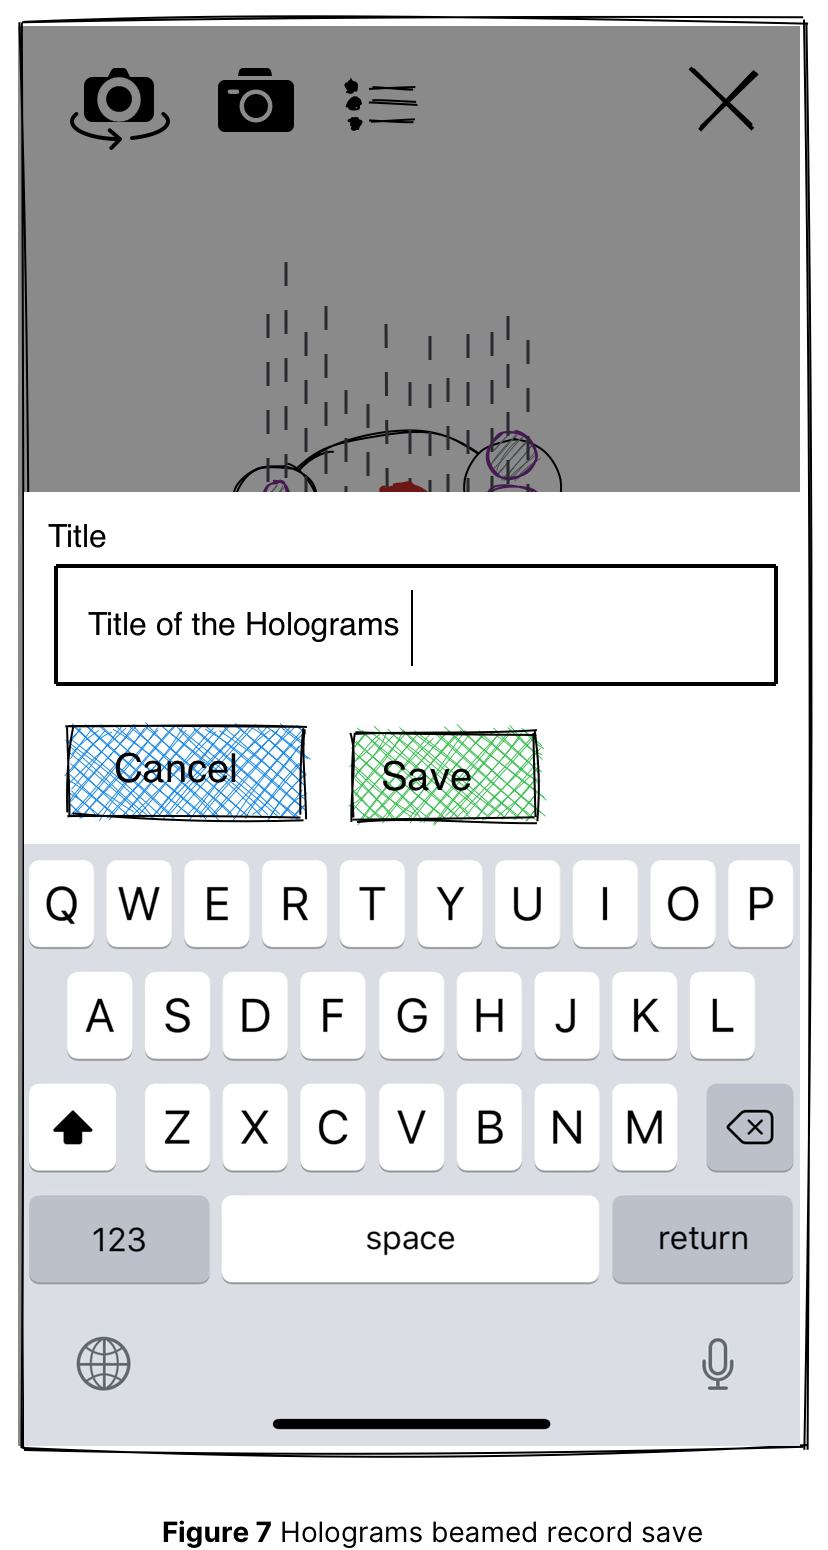 Title
Title of the Holograms
Cancel Save
Q W E R T Y U I O P
A S D F G H J K L
Z X C V B N M
123 space return
Figure 7 Holograms beamed record save